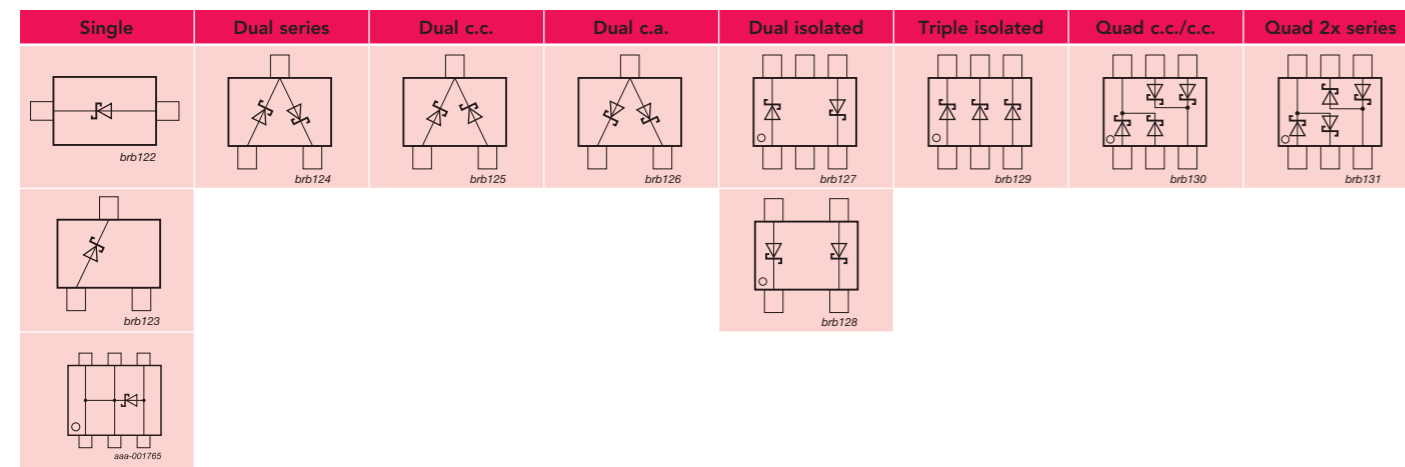 Single Dual series Dual c.c. Dual c.a. Dual isolated Triple isolated Quad c.c./c.c. Quad 2x series
brb122 brb124 brb125 brb126 brb127 brb129 brb130 brb131
brb123 brb128
aaa-001765